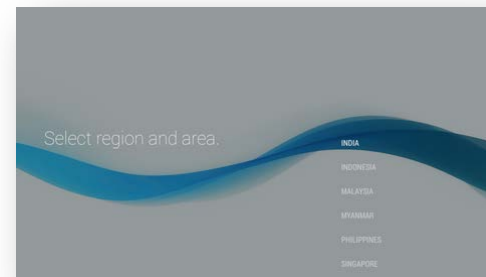 Select region and area.
INDIA
INDONESIA
MALAYSIA
MYANMAR
PHILIPPINES
SINGAPORE